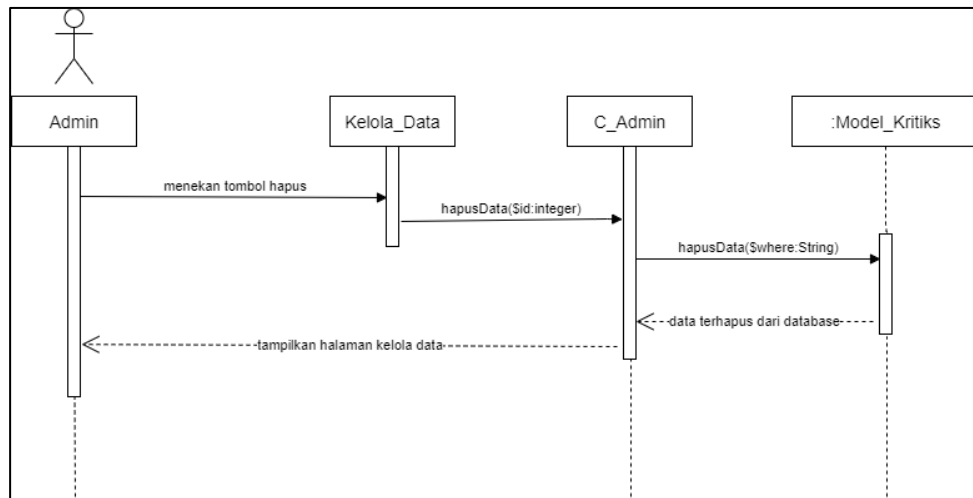 Admin
Kelola_Data
C_Admin
:Model_Kritiks
menekan tombol hapus
hapusData($id:integer)
hapusData($where:String)
data terhapus dari database
tampilkan halaman kelola data